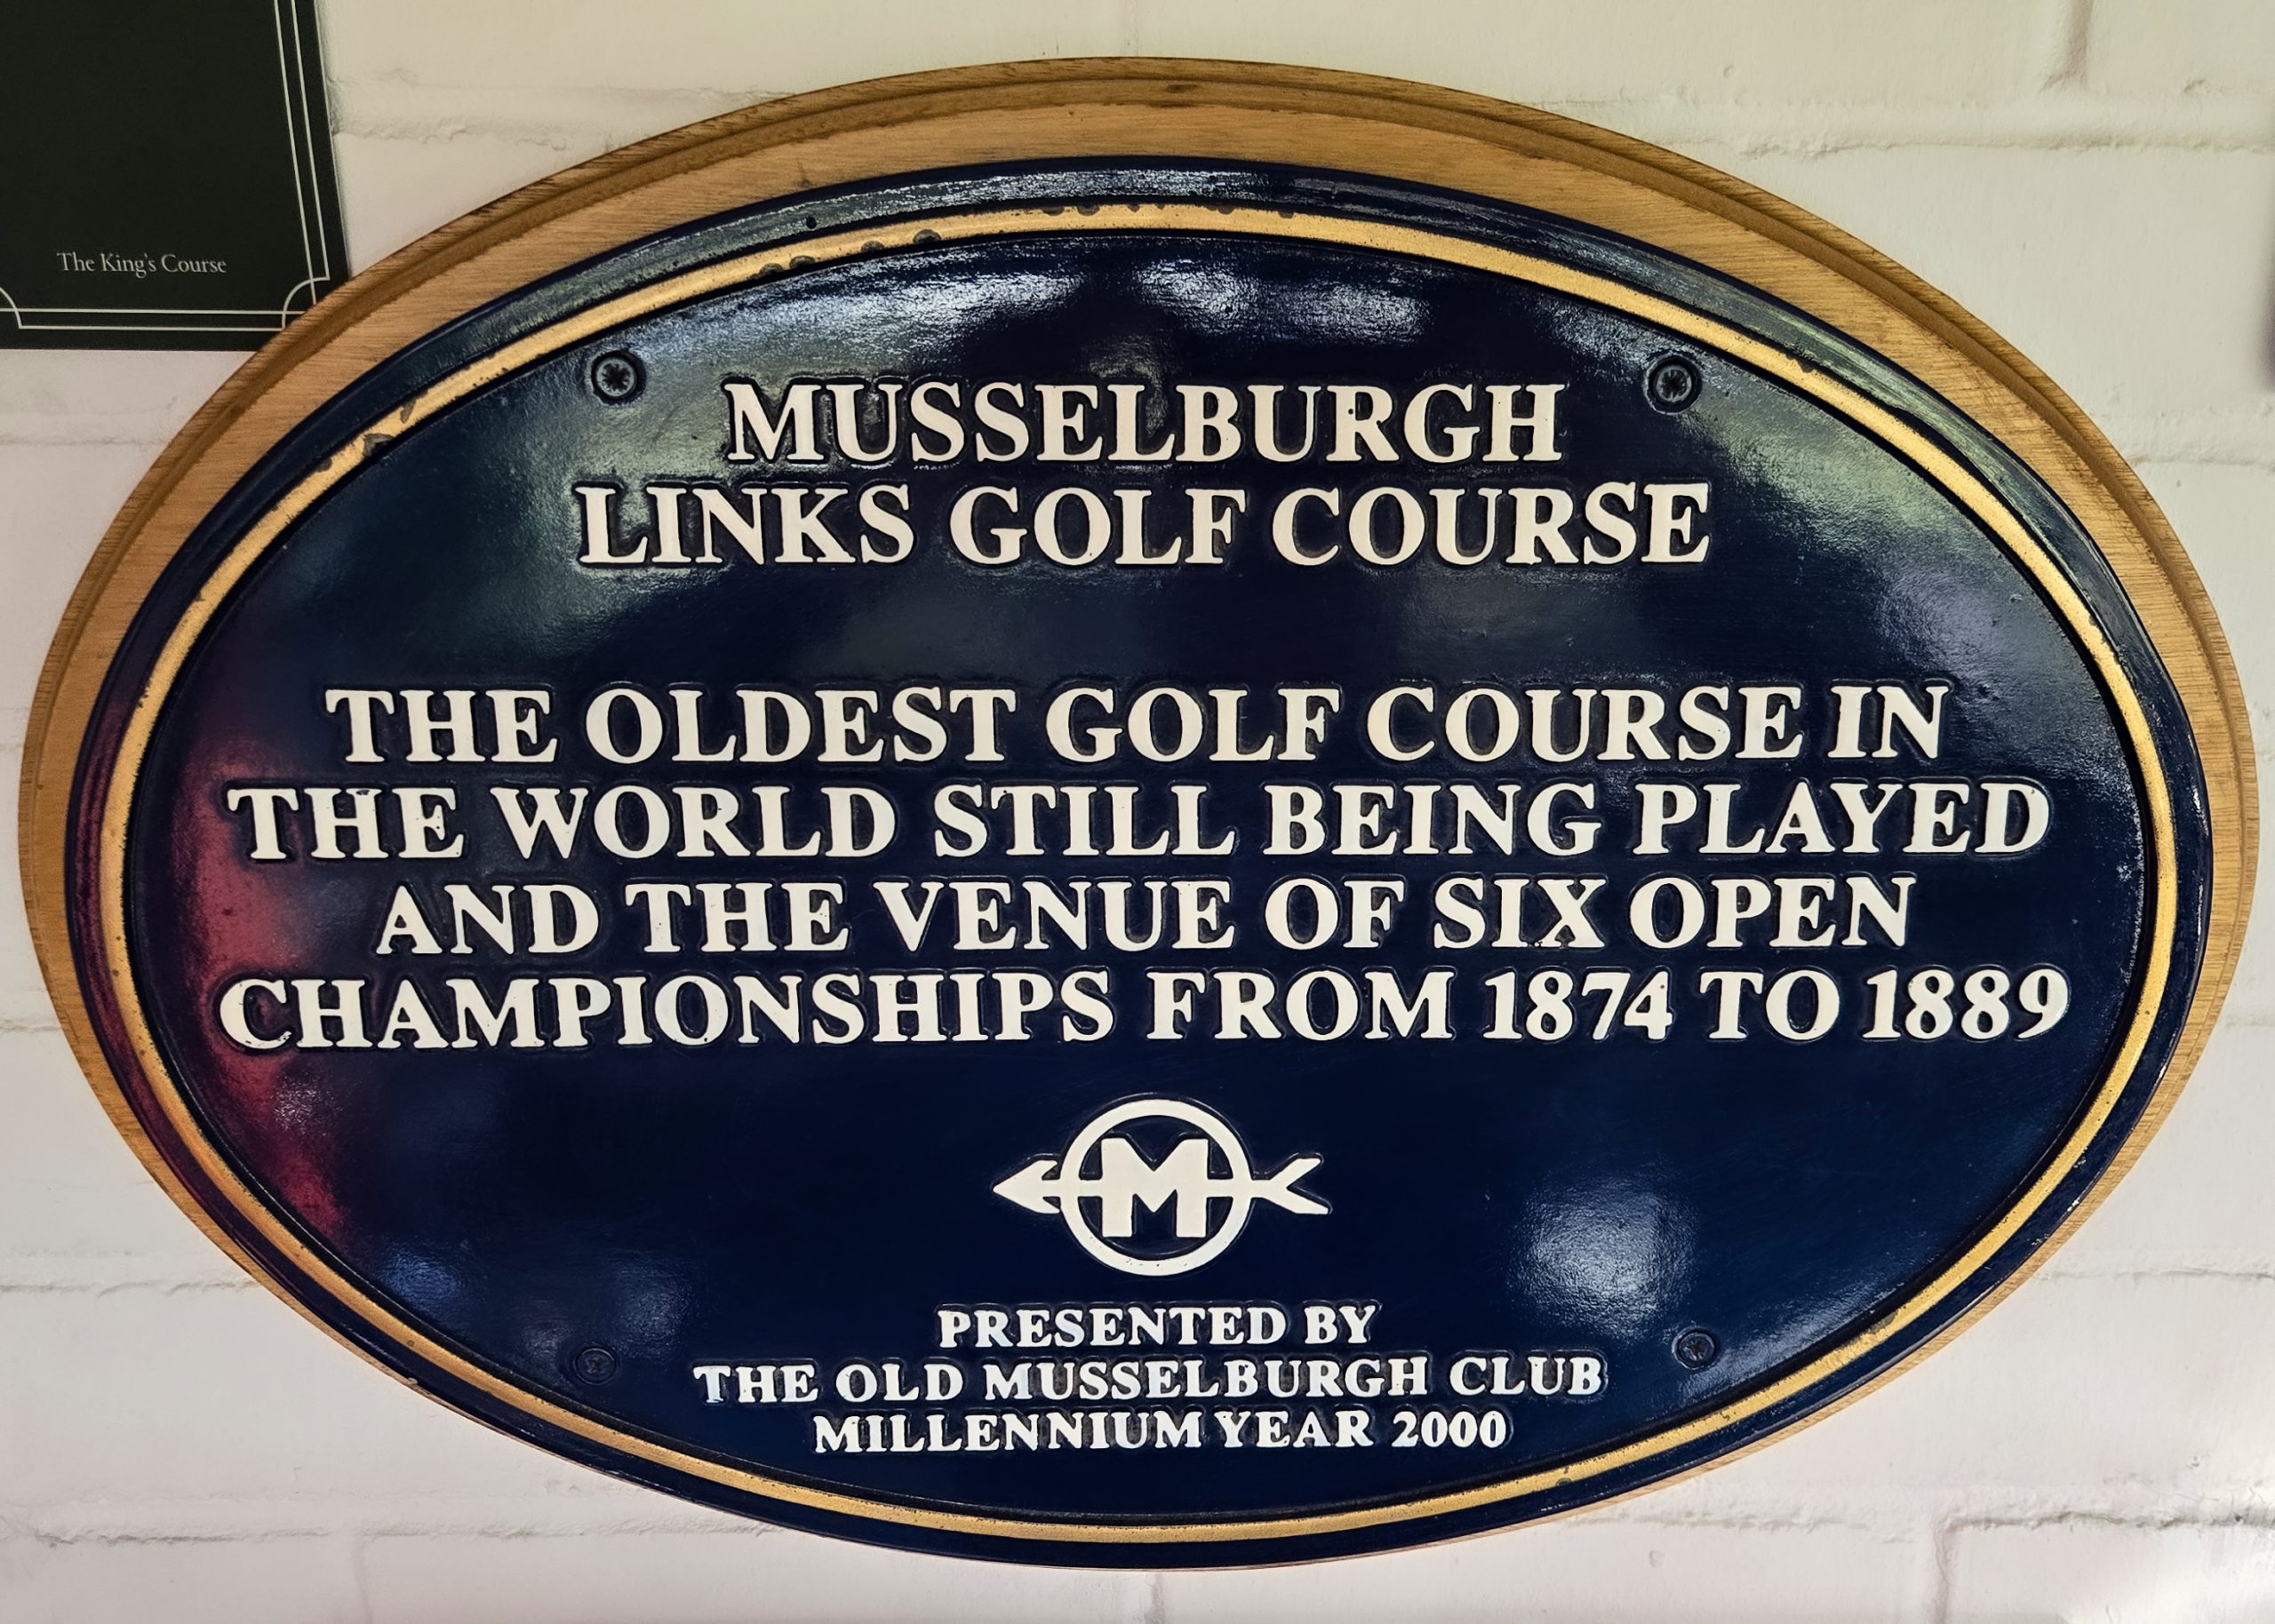 The King's Course
MUSSELBURGH
LINKS GOLF COURSE
THE OLDEST GOLF COURSE IN
THE WORLD STILL BEING PLAYED
AND THE VENUE OF SIX OPEN
CHAMPIONSHIPS FROM 1874 TO 1889
M
PRESENTED BY
THE OLD MUSSELBURGH CLUB
MILLENNIUM YEAR 2000